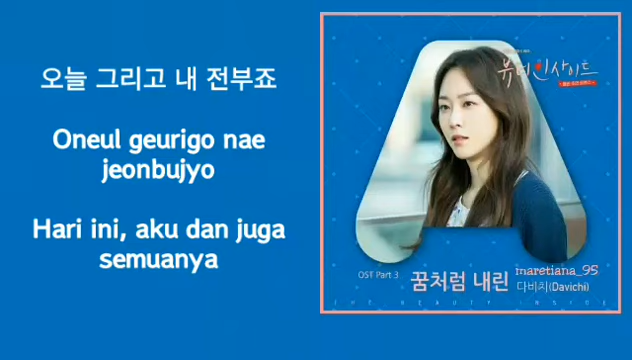 오늘 그리고 내 전부죠
Oneul geurigo nae
jeonbujyo
Hari ini, aku dan juga
semuanya
뷰티 인사이드
OST Part 3
꿈처럼 내린
maretiana_95
다비치(Davichi)
THE BEAUTY INSIDE